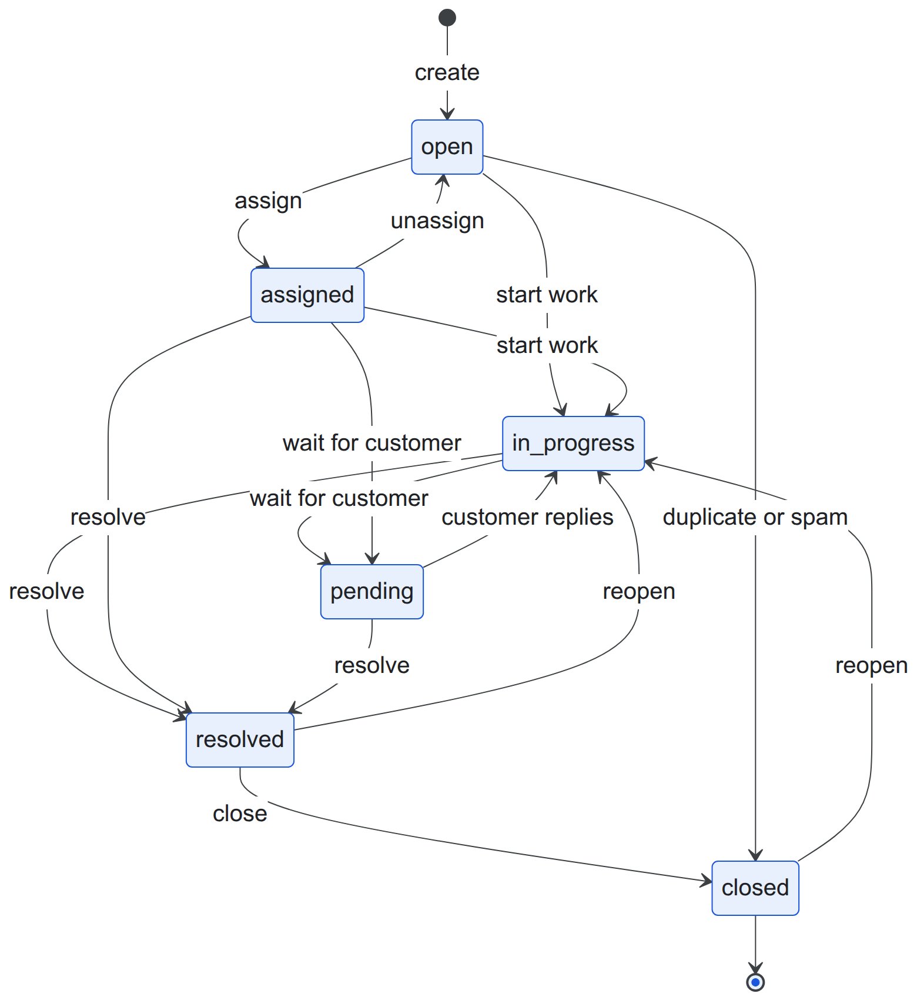 create
open
assign
unassign
assigned
start work
start work
wait for customer
in_progress
wait for customer
resolve
customer replies
duplicate or spam
resolve
pending
reopen
resolve
reopen
resolved
close
closed